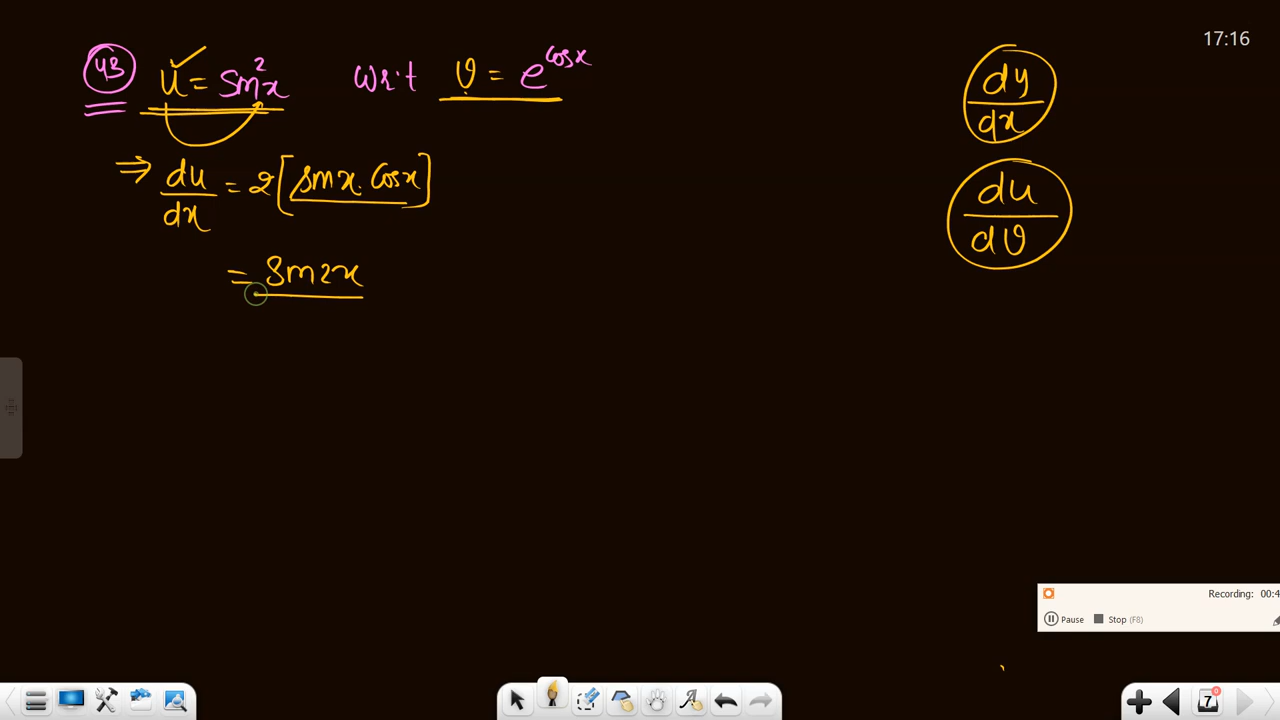 17:16
43 u = sin²x w.r.t v = e^cosx
⇒ du/dx = 2[sinx. cosx]
= sin2x
dy/dx
du/dv
Recording: 00:4
Pause Stop (F8)
7